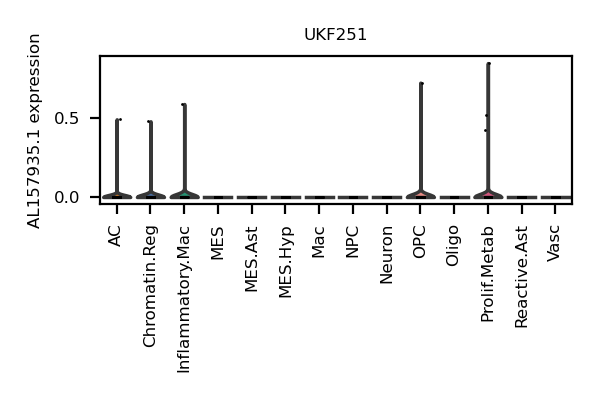 UKF251
AL157935.1 expression
0.5
0.0
AC
Chromatin.Reg
Inflammatory.Mac
MES
MES.Ast
MES.Hyp
Mac
NPC
Neuron
OPC
Oligo
Prolif.Metab
Reactive.Ast
Vasc